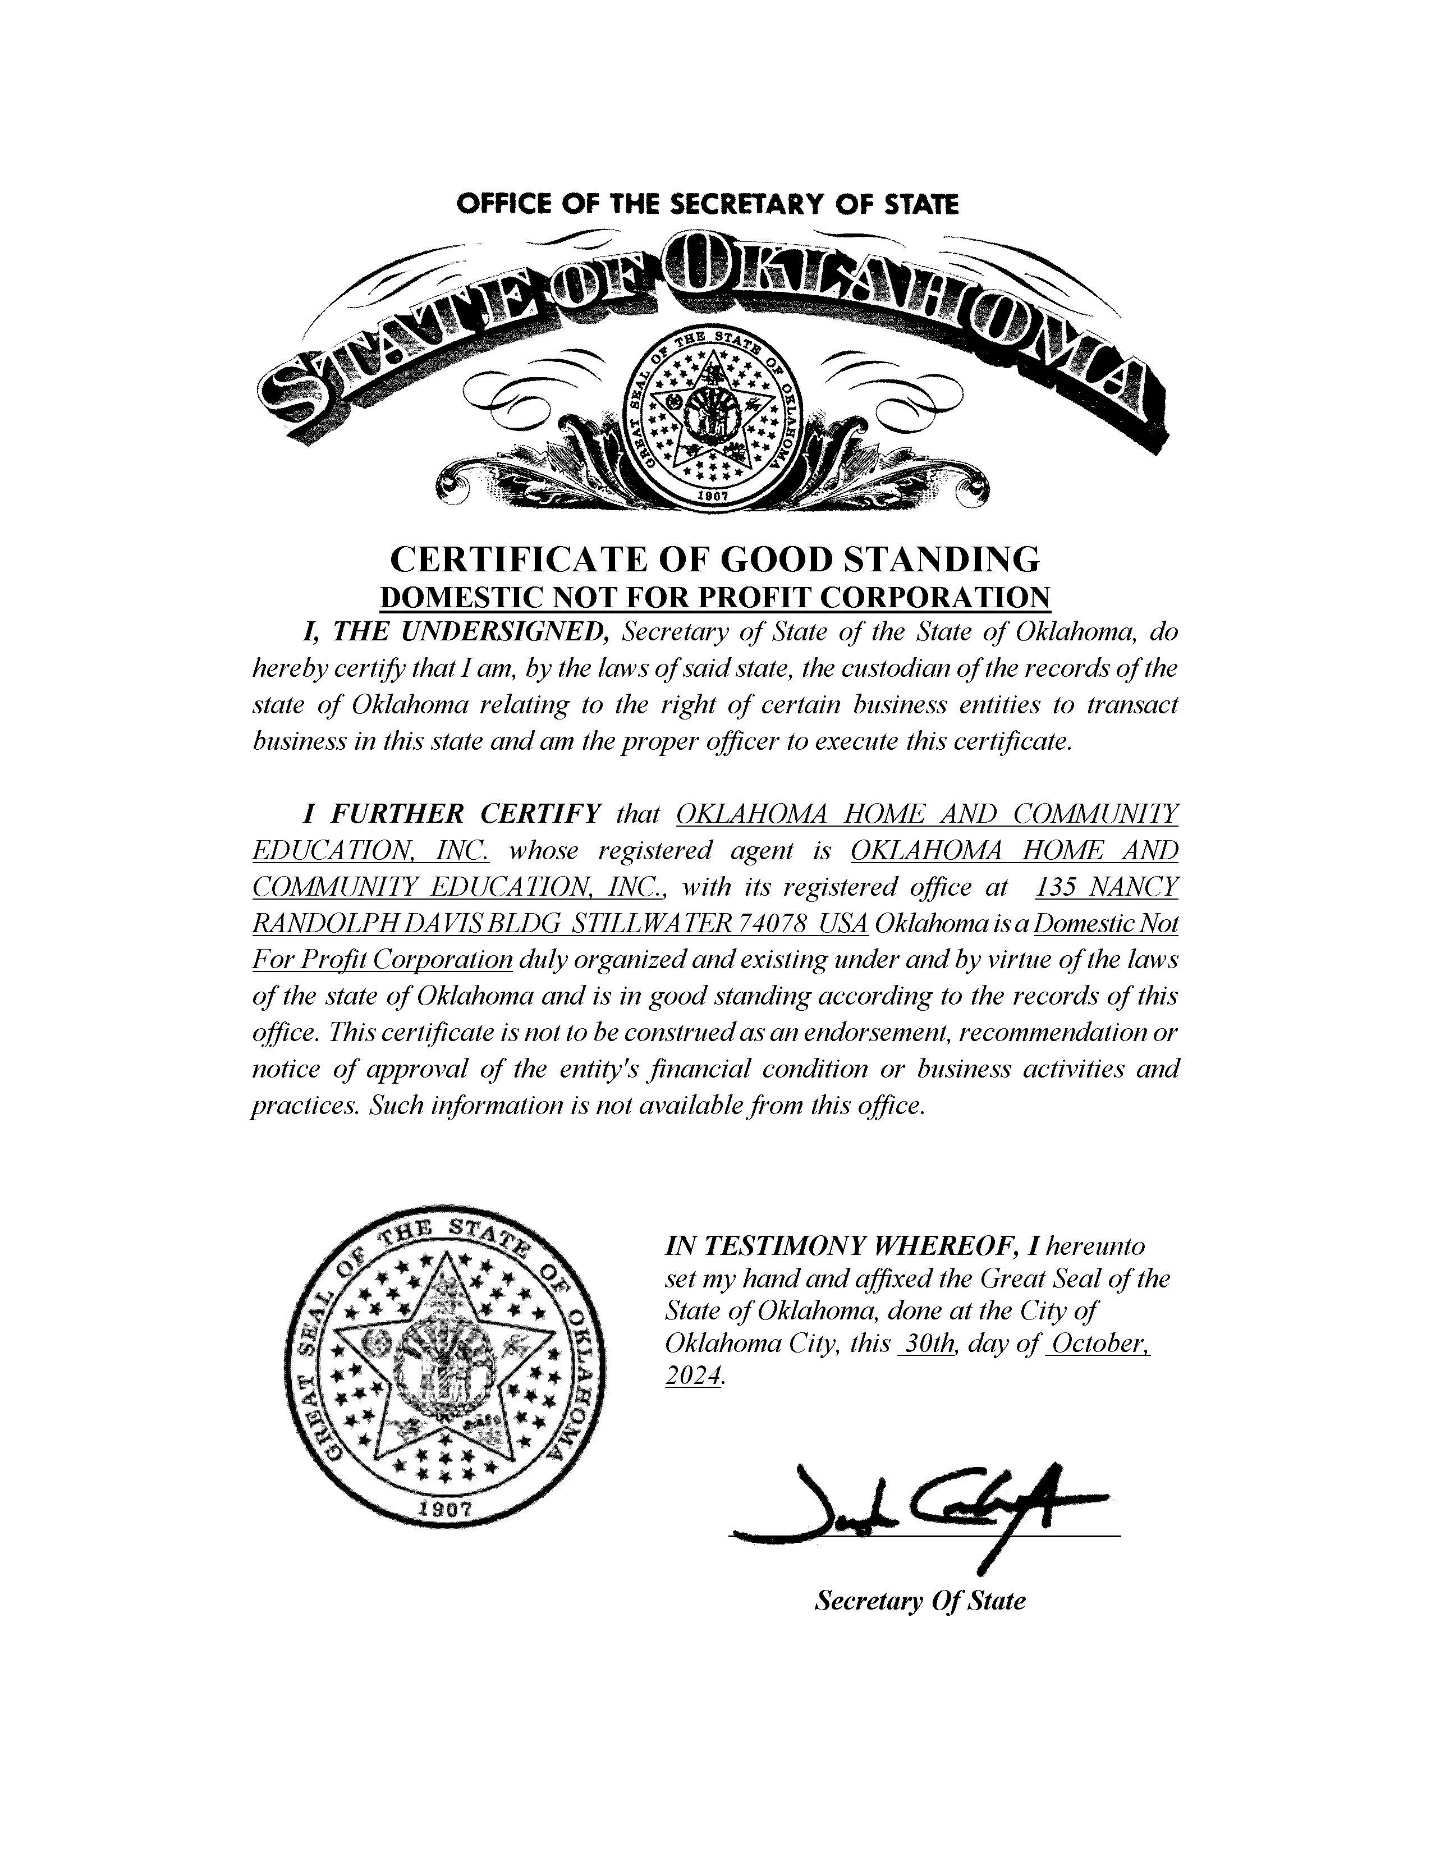 OFFICE OF THE SECRETARY OF STATE
STATE OF OKLAHOMA
GREAT SEAL OF THE STATE OF OKLAHOMA
1907
CERTIFICATE OF GOOD STANDING
DOMESTIC NOT FOR PROFIT CORPORATION
I, THE UNDERSIGNED, Secretary of State of the State of Oklahoma, do
hereby certify that I am, by the laws of said state, the custodian of the records of the
state of Oklahoma relating to the right of certain business entities to transact
business in this state and am the proper officer to execute this certificate.
I FURTHER CERTIFY that OKLAHOMA HOME AND COMMUNITY
EDUCATION, INC. whose registered agent is OKLAHOMA HOME AND
COMMUNITY EDUCATION, INC., with its registered office at 135 NANCY
RANDOLPH DAVIS BLDG STILLWATER 74078 USA Oklahoma is a Domestic Not
For Profit Corporation duly organized and existing under and by virtue of the laws
of the state of Oklahoma and is in good standing according to the records of this
office. This certificate is not to be construed as an endorsement, recommendation or
notice of approval of the entity's financial condition or business activities and
practices. Such information is not available from this office.
GREAT SEAL OF THE STATE OF OKLAHOMA
1907
IN TESTIMONY WHEREOF, I hereunto
set my hand and affixed the Great Seal of the
State of Oklahoma, done at the City of
Oklahoma City, this 30th, day of October,
2024.
Secretary Of State